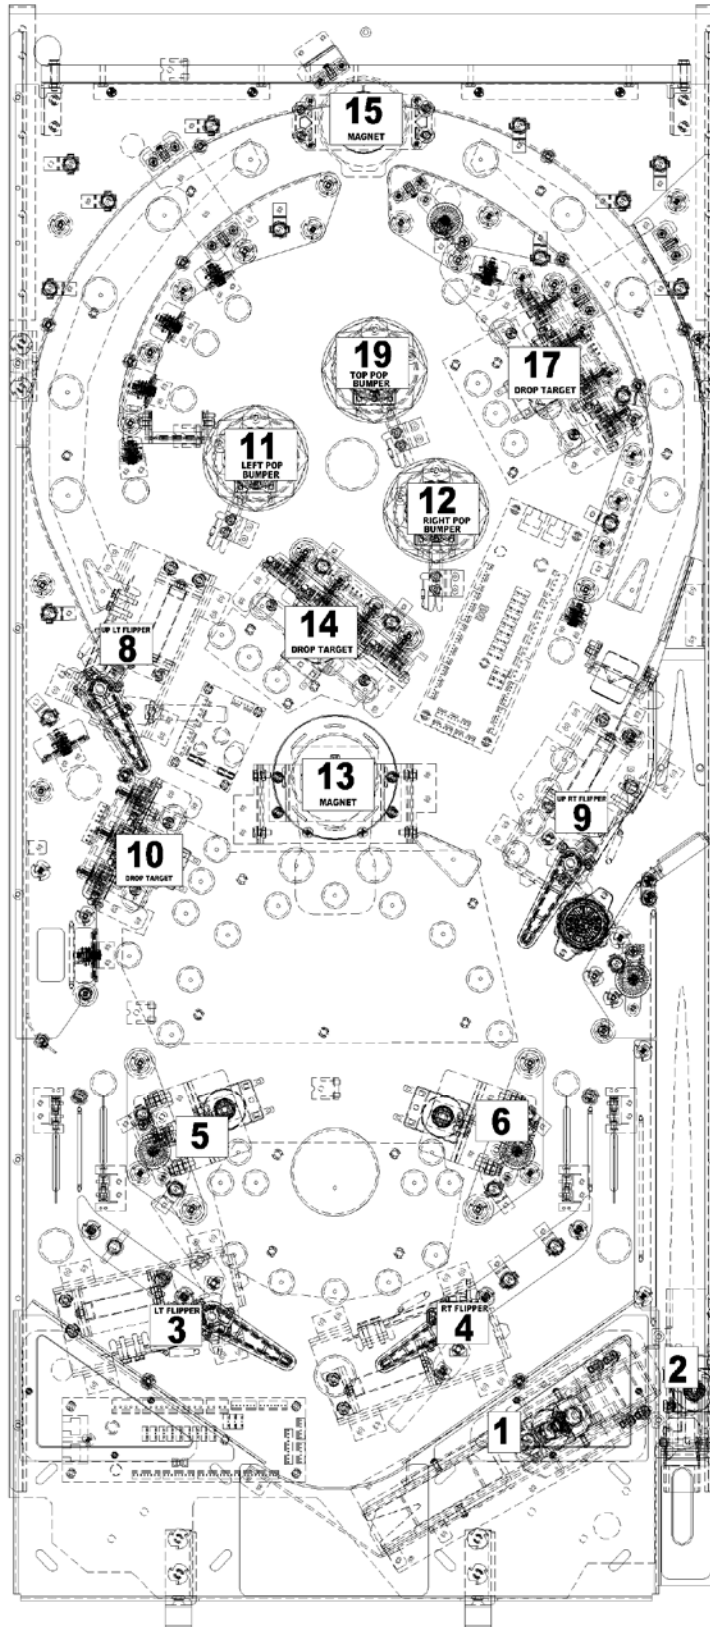 15
MAGNET
19
TOP POP
BUMPER
17
DROP TARGET
11
LEFT POP
BUMPER
12
RIGHT POP
BUMPER
14
DROP TARGET
UP LT FLIPPER
8
13
MAGNET
UP RT FLIPPER
9
10
DROP TARGET
5
6
LT FLIPPER
3
RT FLIPPER
4
2
1